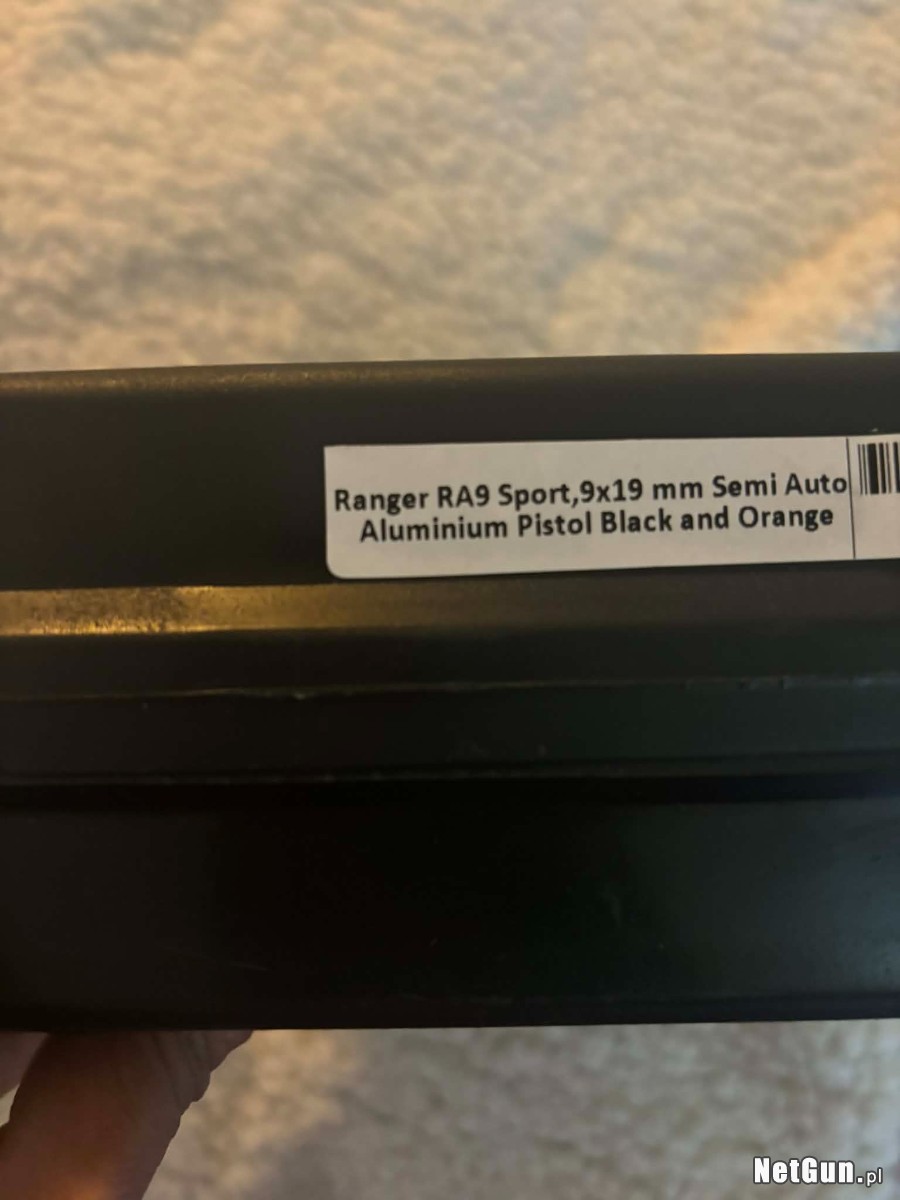 Ranger RA9 Sport,9x19 mm Semi Auto
Aluminium Pistol Black and Orange
NetGun.pl